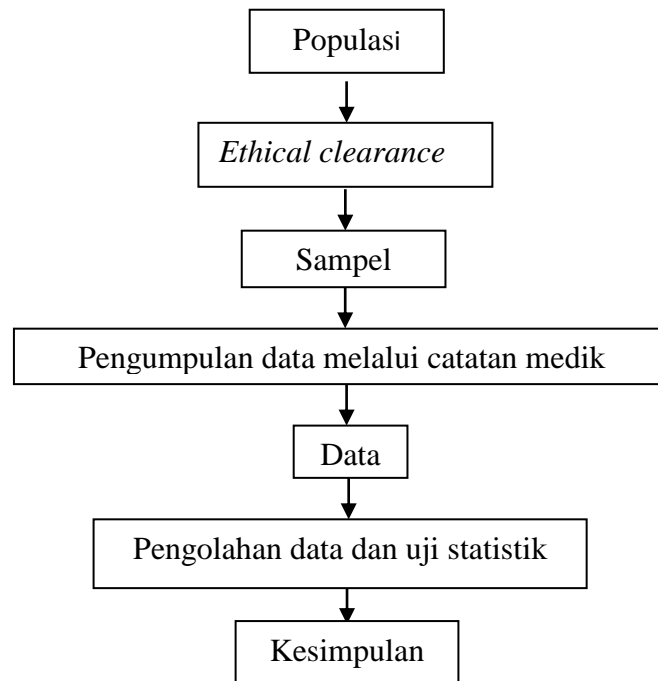 Populasi
Ethical clearance
Sampel
Pengumpulan data melalui catatan medik
Data
Pengolahan data dan uji statistik
Kesimpulan